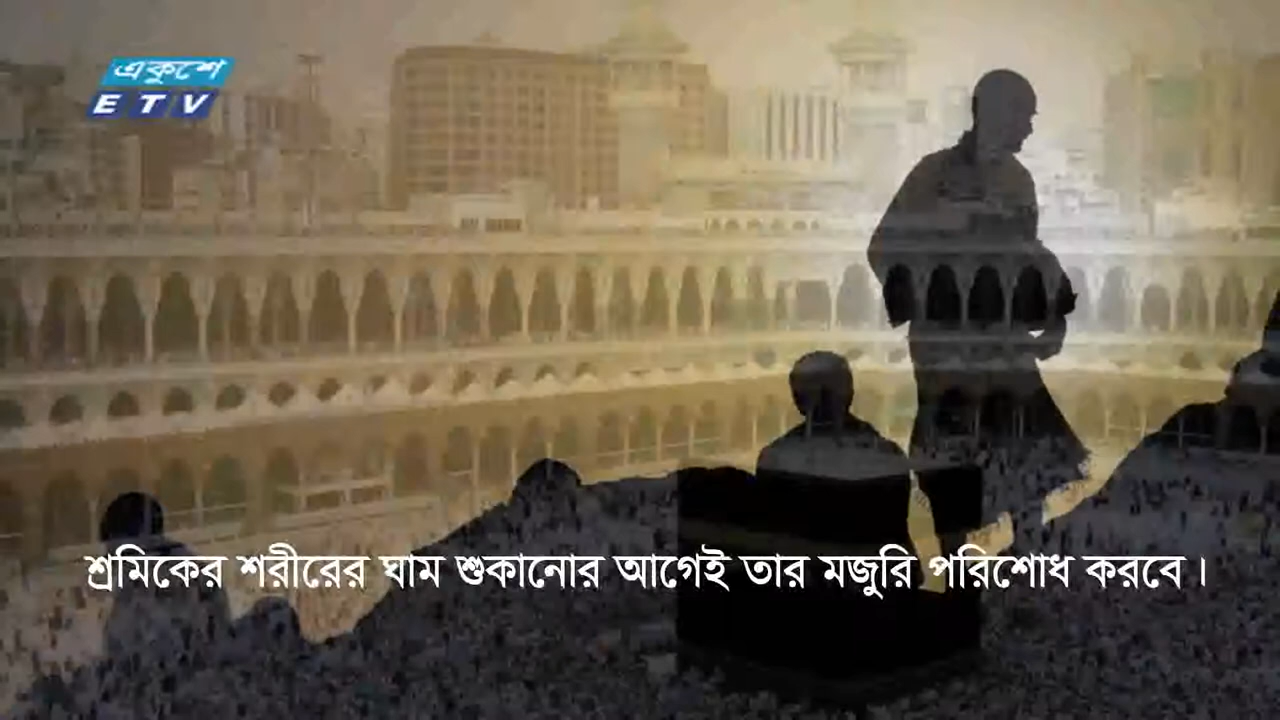 একুশে
ETV
শ্রমিকের শরীরের ঘাম শুকানোর আগেই তার মজুরি পরিশোধ করবে।